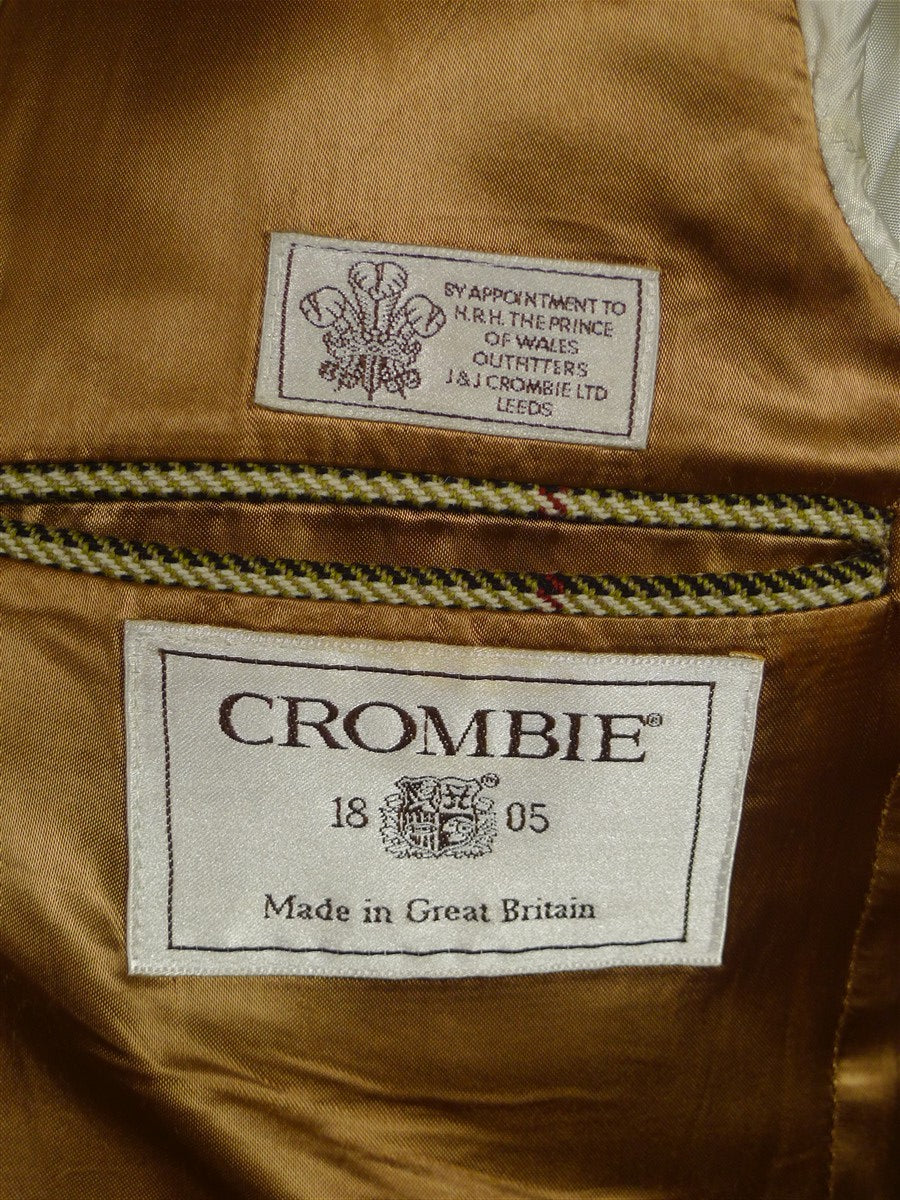 BY APPOINTMENT TO
H.R.H. THE PRINCE
OF WALES
OUTFITTERS
J & J CROMBIE LTD
LEEDS
CROMBIE®
18 05
Made in Great Britain